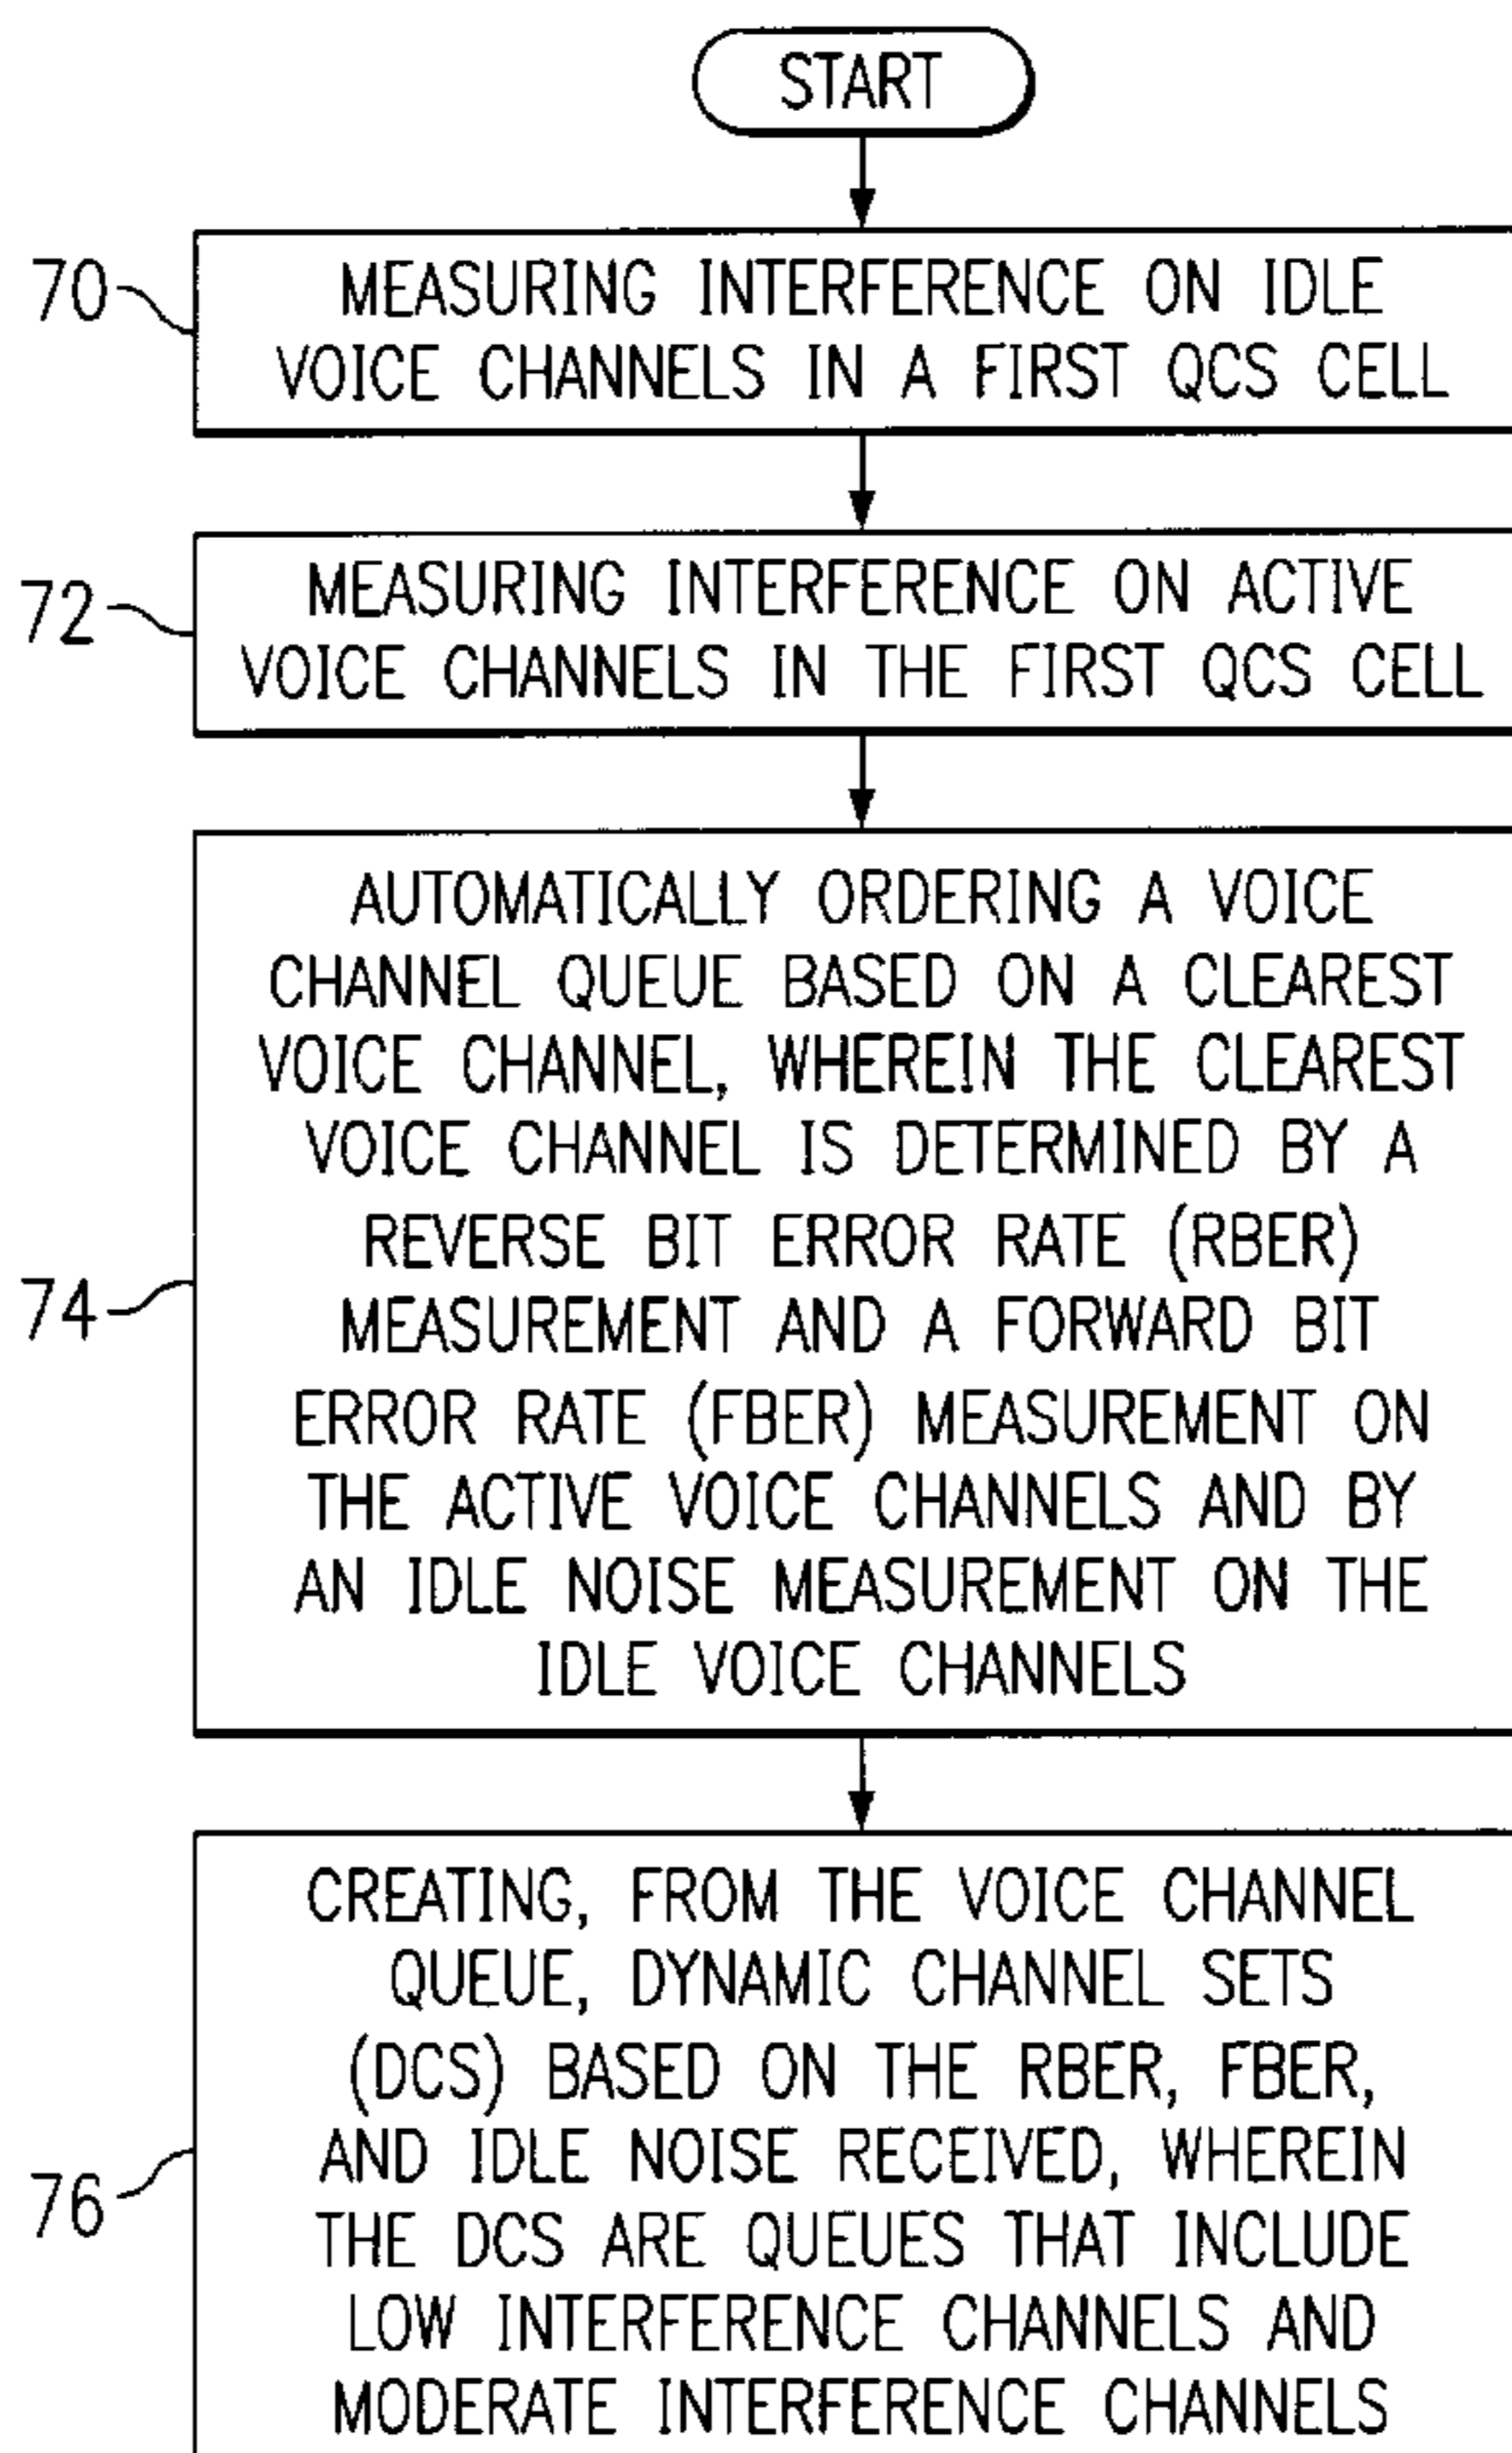 START
70
MEASURING INTERFERENCE ON IDLE
VOICE CHANNELS IN A FIRST QCS CELL
72
MEASURING INTERFERENCE ON ACTIVE
VOICE CHANNELS IN THE FIRST QCS CELL
74
AUTOMATICALLY ORDERING A VOICE
CHANNEL QUEUE BASED ON A CLEAREST
VOICE CHANNEL, WHEREIN THE CLEAREST
VOICE CHANNEL IS DETERMINED BY A
REVERSE BIT ERROR RATE (RBER)
MEASUREMENT AND A FORWARD BIT
ERROR RATE (FBER) MEASUREMENT ON
THE ACTIVE VOICE CHANNELS AND BY
AN IDLE NOISE MEASUREMENT ON THE
IDLE VOICE CHANNELS
76
CREATING, FROM THE VOICE CHANNEL
QUEUE, DYNAMIC CHANNEL SETS
(DCS) BASED ON THE RBER, FBER,
AND IDLE NOISE RECEIVED, WHEREIN
THE DCS ARE QUEUES THAT INCLUDE
LOW INTERFERENCE CHANNELS AND
MODERATE INTERFERENCE CHANNELS